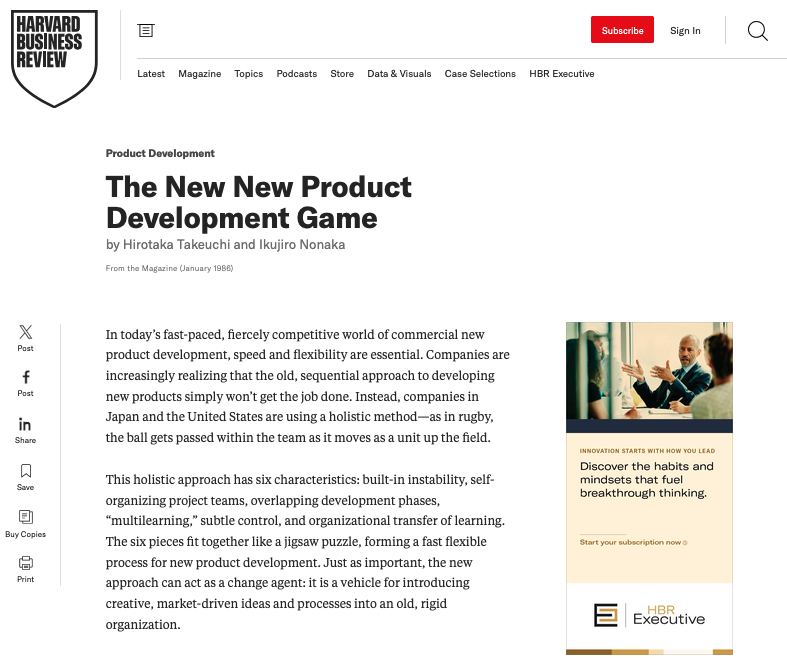 HARVARD
BUSINESS
REVIEW
Subscribe
Sign In
Latest Magazine Topics Podcasts Store Data & Visuals Case Selections HBR Executive
Product Development
The New New Product
Development Game
by Hirotaka Takeuchi and Ikujiro Nonaka
From the Magazine (January 1986)
Post
Post
Share
Save
Buy Copies
Print
In today’s fast-paced, fiercely competitive world of commercial new
product development, speed and flexibility are essential. Companies are
increasingly realizing that the old, sequential approach to developing
new products simply won’t get the job done. Instead, companies in
Japan and the United States are using a holistic method—as in rugby,
the ball gets passed within the team as it moves as a unit up the field.
This holistic approach has six characteristics: built-in instability, self-
organizing project teams, overlapping development phases,
“multilearning,” subtle control, and organizational transfer of learning.
The six pieces fit together like a jigsaw puzzle, forming a fast flexible
process for new product development. Just as important, the new
approach can act as a change agent: it is a vehicle for introducing
creative, market-driven ideas and processes into an old, rigid
organization.
INNOVATION STARTS WITH HOW YOU LEAD
Discover the habits and
mindsets that fuel
breakthrough thinking.
Start your subscription now
HBR
Executive